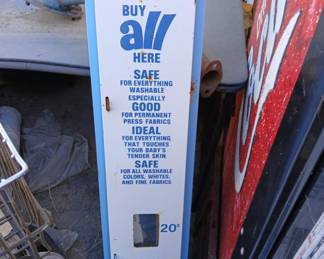 BUY
all
HERE
SAFE
FOR EVERYTHING
WASHABLE
ESPECIALLY
GOOD
FOR PERMANENT
PRESS FABRICS
IDEAL
FOR EVERYTHING
THAT TOUCHES
YOUR BABY'S
TENDER SKIN
SAFE
FOR ALL WASHABLE
COLORS, WHITES,
AND FINE FABRICS
20¢